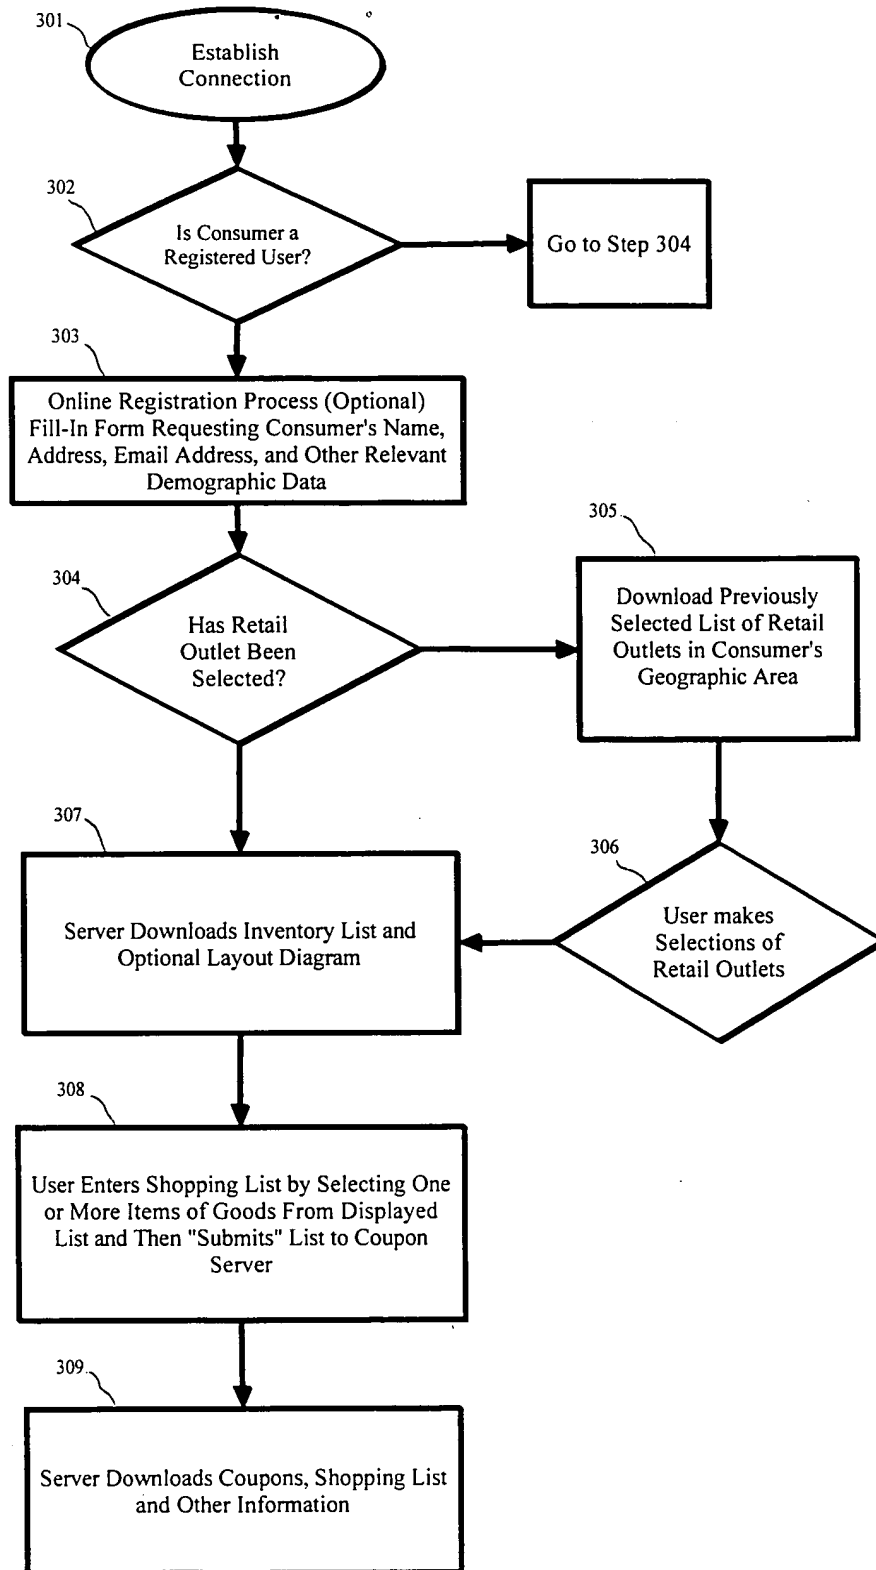 301
Establish
Connection
302
Is Consumer a
Registered User?
Go to Step 304
303
Online Registration Process (Optional)
Fill-In Form Requesting Consumer's Name,
Address, Email Address, and Other Relevant
Demographic Data
304
Has Retail
Outlet Been
Selected?
305
Download Previously
Selected List of Retail
Outlets in Consumer's
Geographic Area
306
User makes
Selections of
Retail Outlets
307
Server Downloads Inventory List and
Optional Layout Diagram
308
User Enters Shopping List by Selecting One
or More Items of Goods From Displayed
List and Then "Submits" List to Coupon
Server
309
Server Downloads Coupons, Shopping List
and Other Information